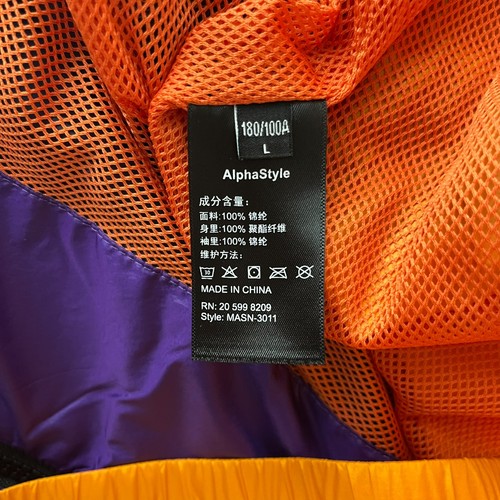 180/100A
L
AlphaStyle
成分含量：
面料：100% 锦纶
身里：100% 聚酯纤维
袖里：100% 锦纶
维护方法：
30
MADE IN CHINA
RN: 20 599 8209
Style: MASN-3011